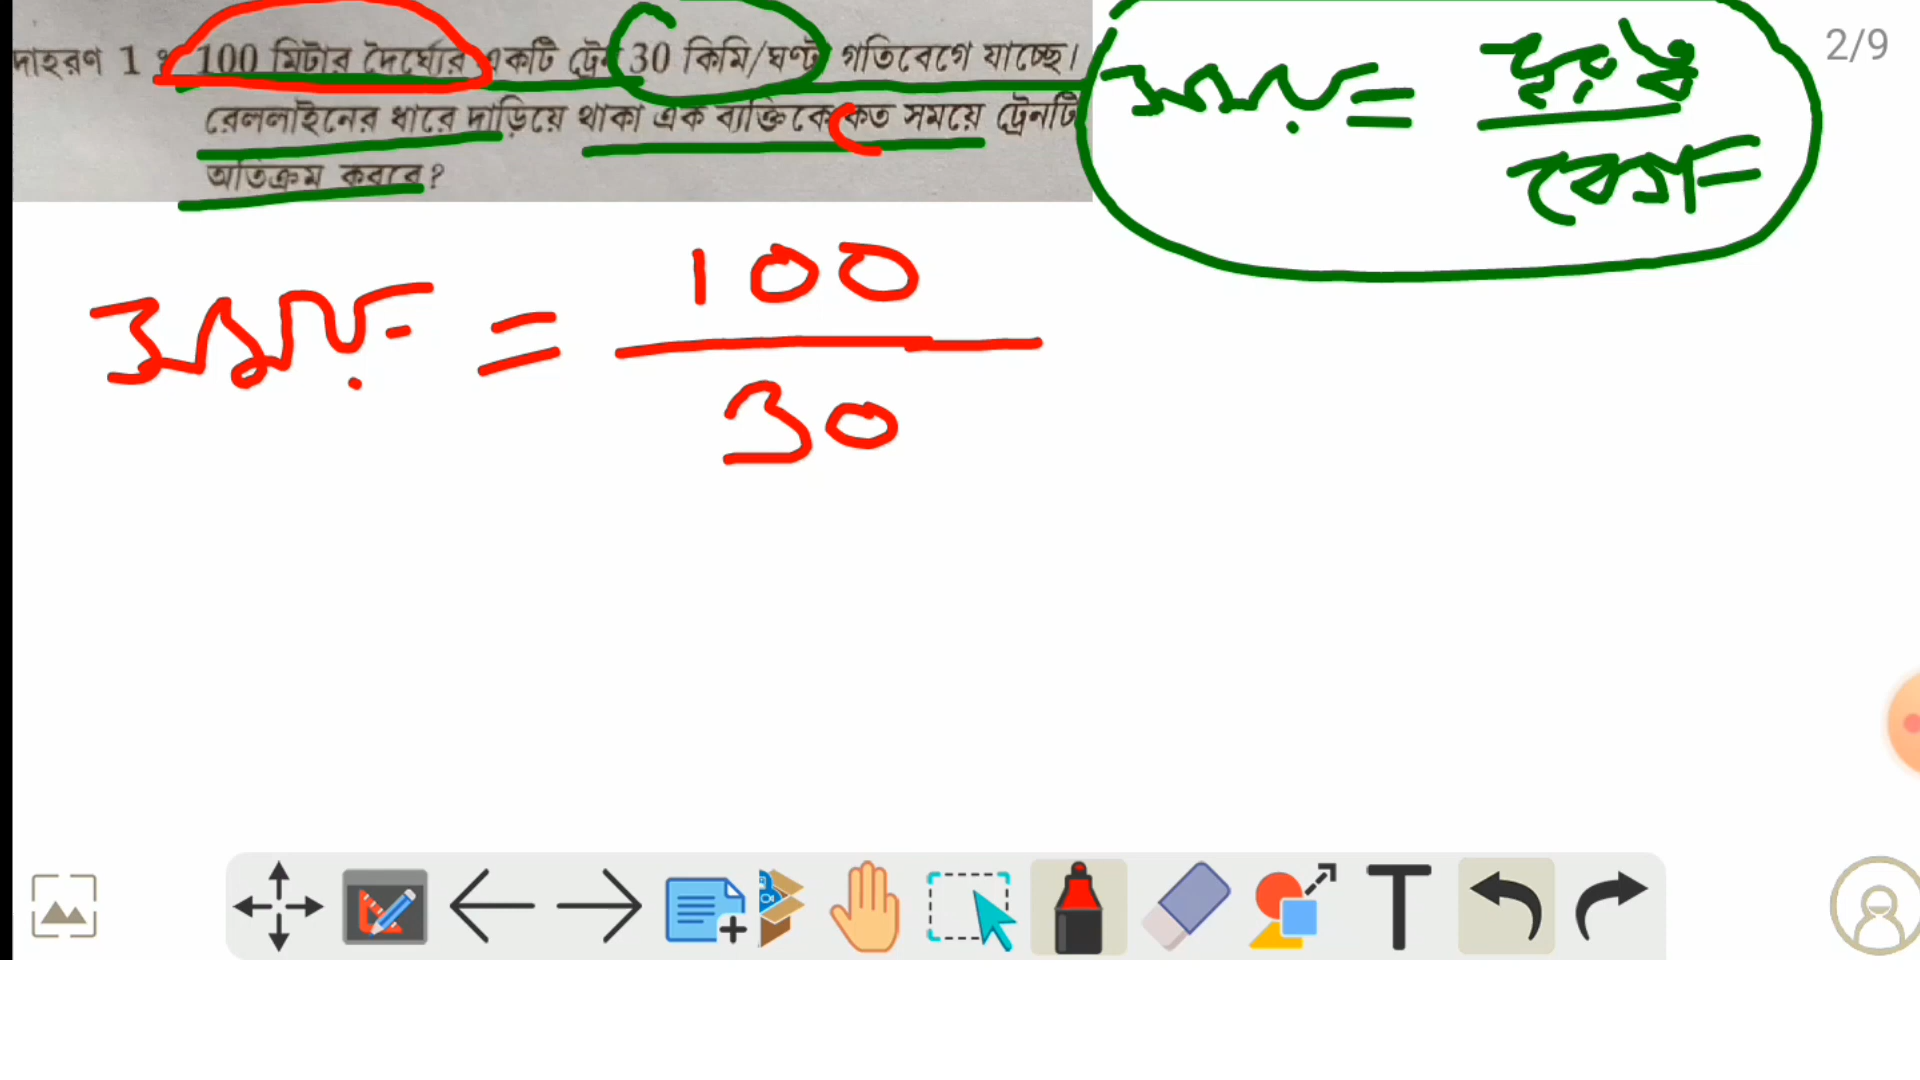 দাহরণ 1 : 100 মিটার দৈর্ঘ্যের একটি ট্রেন 30 কিমি/ঘণ্টা গতিবেগে যাচ্ছে।
রেললাইনের ধারে দাড়িয়ে থাকা এক ব্যক্তিকে কত সময়ে ট্রেনটি
অতিক্রম করবে?
সময় = দূরত্ব
বেগ
2/9
সময় = 100
30
T